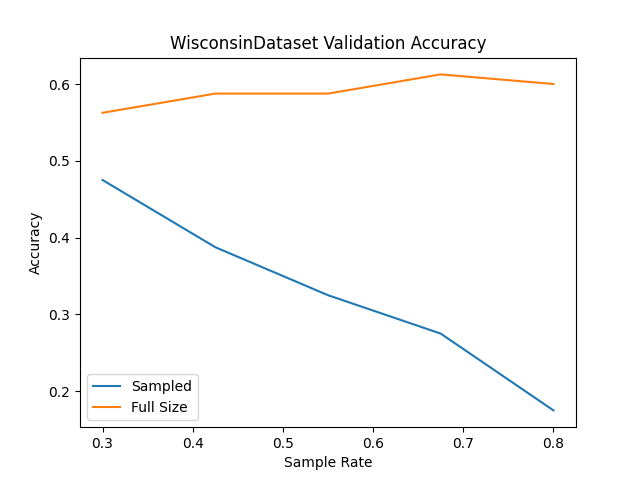 WisconsinDataset Validation Accuracy
0.6
0.5
0.4
0.3
0.2
Accuracy
Sampled
Full Size
0.3 0.4 0.5 0.6 0.7 0.8
Sample Rate